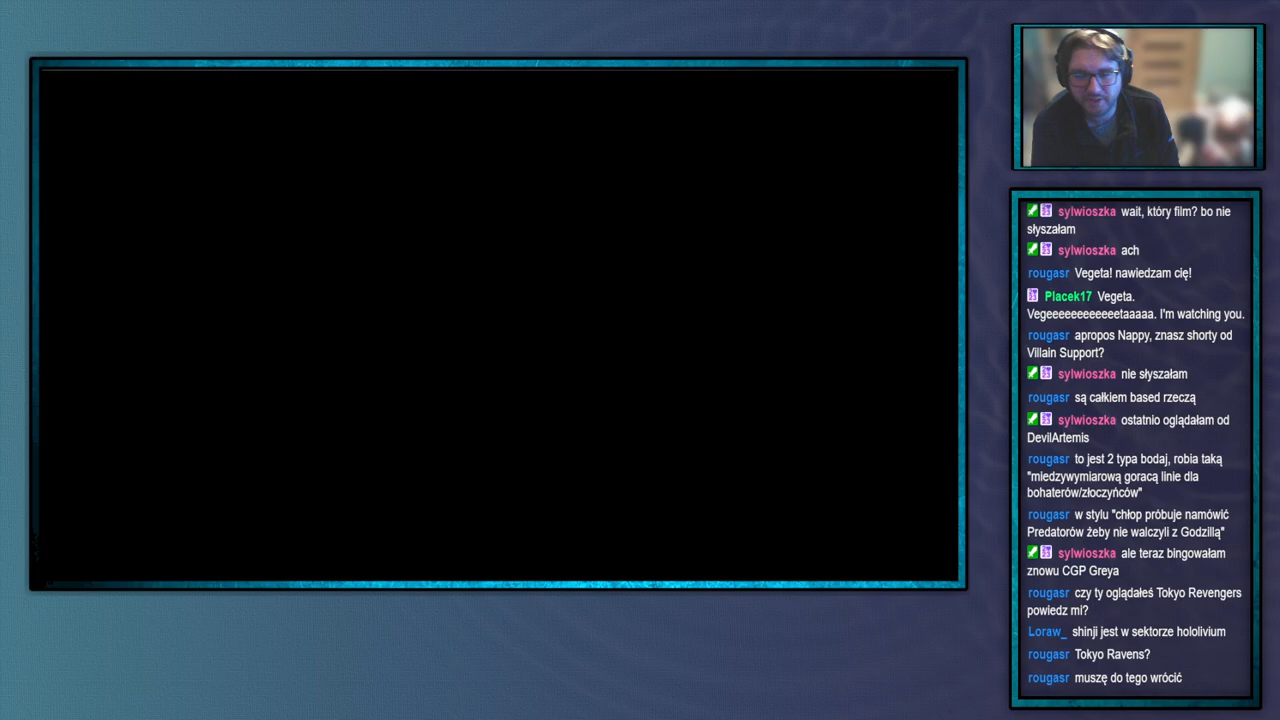 sylwioszka wait, który film? bo nie
słyszałam
sylwioszka ach
rougasr Vegeta! nawiedzam cię!
Placek17 Vegeta.
Vegeeeeeeeeeeetaaaaa. I'm watching you.
rougasr apropos Nappy, znasz shorty od
Villain Support?
sylwioszka nie słyszałam
rougasr są całkiem based rzeczą
sylwioszka ostatnio oglądałam od
DevilArtemis
rougasr to jest 2 typa bodaj, robia taką
"miedzywymiarową goracą linie dla
bohaterów/złoczyńców"
rougasr w stylu "chłop próbuje namówić
Predatorów żeby nie walczyli z Godzillą"
sylwioszka ale teraz bingowałam
znowu CGP Greya
rougasr czy ty oglądałeś Tokyo Revengers
powiedz mi?
Loraw_ shinji jest w sektorze hololivium
rougasr Tokyo Ravens?
rougasr muszę do tego wrócić